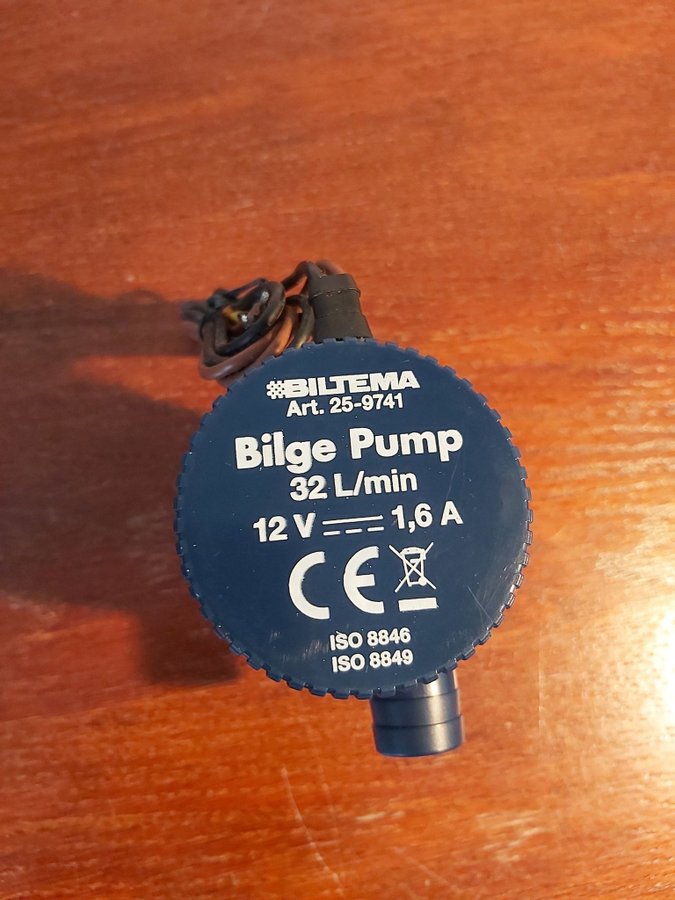 BILTEMA
Art. 25-9741
Bilge Pump
32 L/min
12 V ⎓ 1,6 A
CE
ISO 8846
ISO 8849